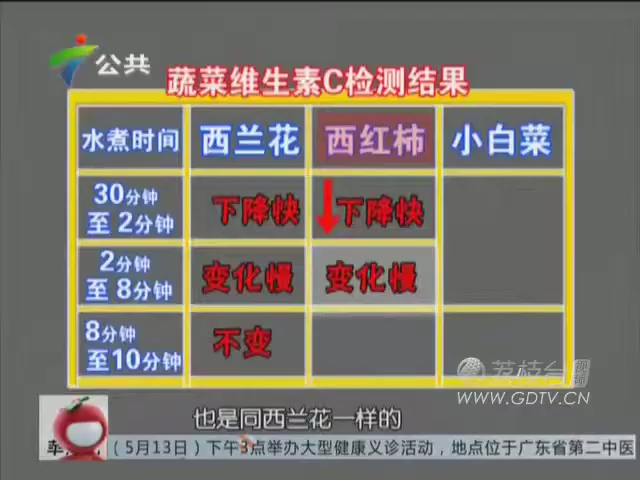 公共
蔬菜维生素C检测结果
水煮时间 西兰花 西红柿 小白菜
30分钟
至 2分钟
下降快 下降快
2分钟
至 8分钟
变化慢 变化慢
8分钟
至10分钟
不变
荔枝台 视频
www.GDTV.CN
也是同西兰花一样的
(5月13日)下午3点举办大型健康义诊活动，地点位于广东省第二中医